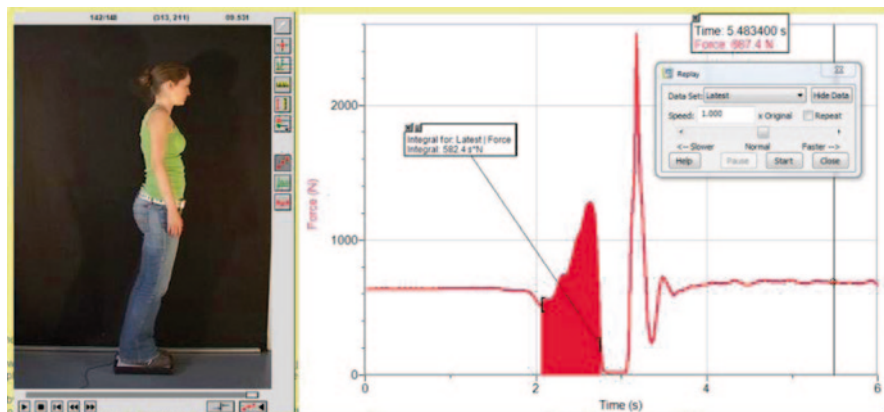 142/148 (313, 211) 09.531
Time: 5.483400 s
Force: 687.4 N
Replay
Data Set: Latest
Hide Data
Speed: 1.000 x Original Repeat
<-- Slower Normal Faster -->
Help Pause Start Close
Integral for: Latest | Force
Integral: 582.4 s*N
Force (N)
2000
1000
0
0 2 4 6
Time (s)